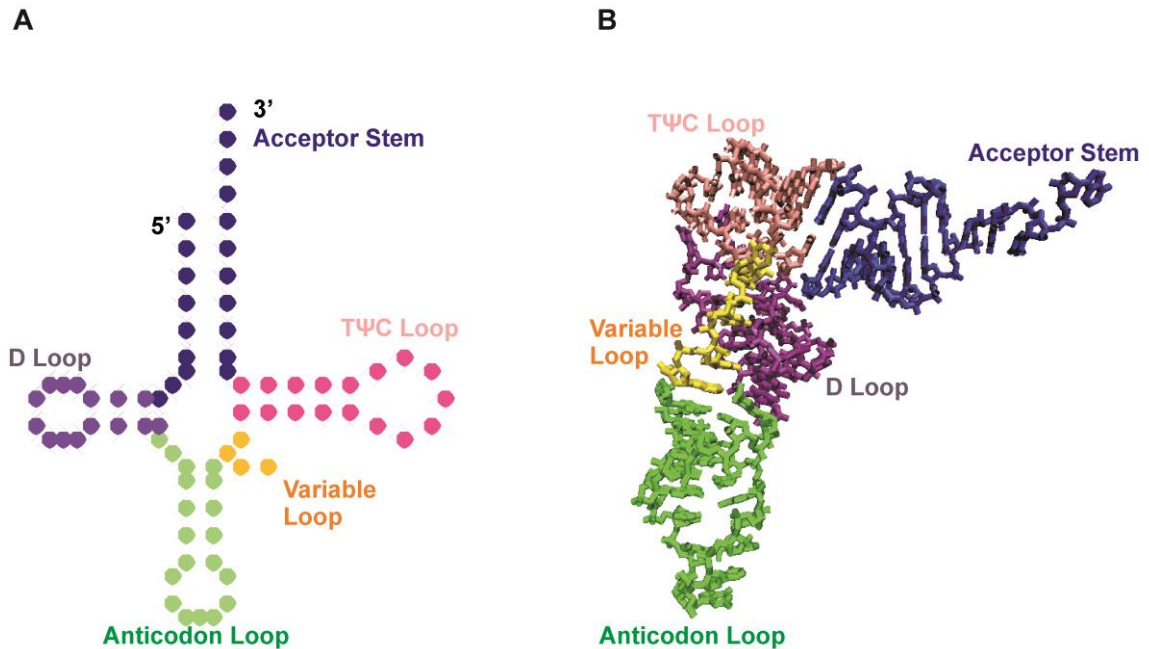 A
3’
Acceptor Stem
5’
TΨC Loop
D Loop
Variable
Loop
Anticodon Loop
B
TΨC Loop
Acceptor Stem
Variable
Loop
D Loop
Anticodon Loop